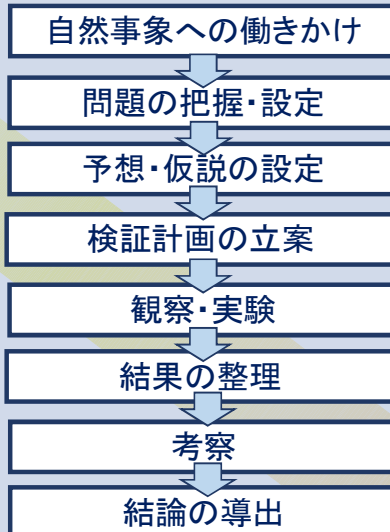 自然事象への働きかけ
問題の把握・設定
予想・仮説の設定
検証計画の立案
観察・実験
結果の整理
考察
結論の導出